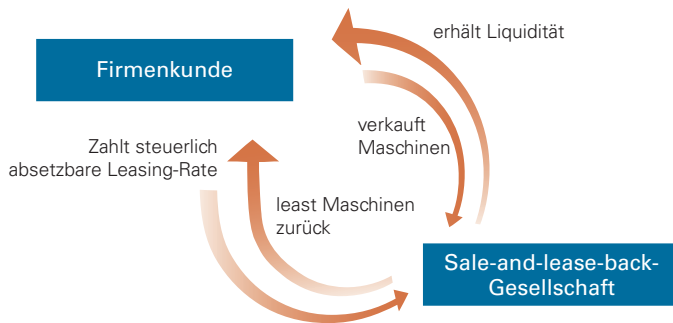 erhält Liquidität
Firmenkunde
verkauft
Maschinen
Zahlt steuerlich
absetzbare Leasing-Rate
least Maschinen
zurück
Sale-and-lease-back-
Gesellschaft